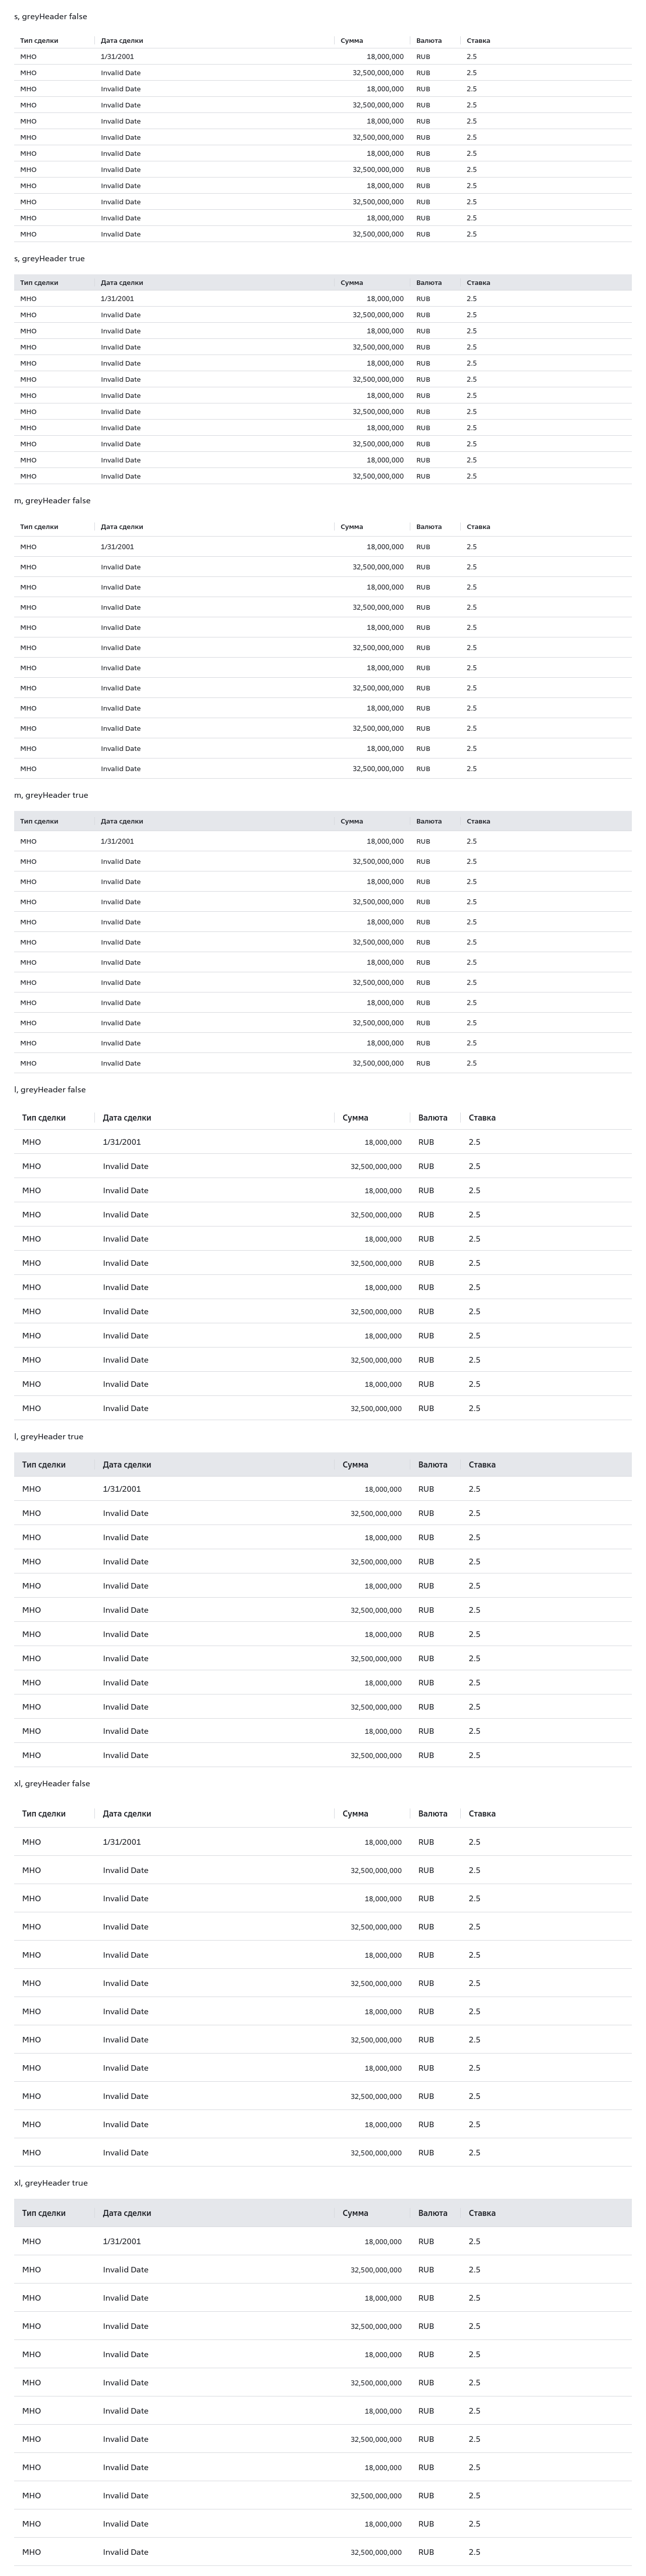 s, greyHeader false
Тип сделки Дата сделки Сумма Валюта Ставка
МНО 1/31/2001 18,000,000 RUB 2.5
МНО Invalid Date 32,500,000,000 RUB 2.5
МНО Invalid Date 18,000,000 RUB 2.5
МНО Invalid Date 32,500,000,000 RUB 2.5
МНО Invalid Date 18,000,000 RUB 2.5
МНО Invalid Date 32,500,000,000 RUB 2.5
МНО Invalid Date 18,000,000 RUB 2.5
МНО Invalid Date 32,500,000,000 RUB 2.5
МНО Invalid Date 18,000,000 RUB 2.5
МНО Invalid Date 32,500,000,000 RUB 2.5
МНО Invalid Date 18,000,000 RUB 2.5
МНО Invalid Date 32,500,000,000 RUB 2.5
s, greyHeader true
Тип сделки Дата сделки Сумма Валюта Ставка
МНО 1/31/2001 18,000,000 RUB 2.5
МНО Invalid Date 32,500,000,000 RUB 2.5
МНО Invalid Date 18,000,000 RUB 2.5
МНО Invalid Date 32,500,000,000 RUB 2.5
МНО Invalid Date 18,000,000 RUB 2.5
МНО Invalid Date 32,500,000,000 RUB 2.5
МНО Invalid Date 18,000,000 RUB 2.5
МНО Invalid Date 32,500,000,000 RUB 2.5
МНО Invalid Date 18,000,000 RUB 2.5
МНО Invalid Date 32,500,000,000 RUB 2.5
МНО Invalid Date 18,000,000 RUB 2.5
МНО Invalid Date 32,500,000,000 RUB 2.5
m, greyHeader false
Тип сделки Дата сделки Сумма Валюта Ставка
МНО 1/31/2001 18,000,000 RUB 2.5
МНО Invalid Date 32,500,000,000 RUB 2.5
МНО Invalid Date 18,000,000 RUB 2.5
МНО Invalid Date 32,500,000,000 RUB 2.5
МНО Invalid Date 18,000,000 RUB 2.5
МНО Invalid Date 32,500,000,000 RUB 2.5
МНО Invalid Date 18,000,000 RUB 2.5
МНО Invalid Date 32,500,000,000 RUB 2.5
МНО Invalid Date 18,000,000 RUB 2.5
МНО Invalid Date 32,500,000,000 RUB 2.5
МНО Invalid Date 18,000,000 RUB 2.5
МНО Invalid Date 32,500,000,000 RUB 2.5
m, greyHeader true
Тип сделки Дата сделки Сумма Валюта Ставка
МНО 1/31/2001 18,000,000 RUB 2.5
МНО Invalid Date 32,500,000,000 RUB 2.5
МНО Invalid Date 18,000,000 RUB 2.5
МНО Invalid Date 32,500,000,000 RUB 2.5
МНО Invalid Date 18,000,000 RUB 2.5
МНО Invalid Date 32,500,000,000 RUB 2.5
МНО Invalid Date 18,000,000 RUB 2.5
МНО Invalid Date 32,500,000,000 RUB 2.5
МНО Invalid Date 18,000,000 RUB 2.5
МНО Invalid Date 32,500,000,000 RUB 2.5
МНО Invalid Date 18,000,000 RUB 2.5
МНО Invalid Date 32,500,000,000 RUB 2.5
l, greyHeader false
Тип сделки Дата сделки Сумма Валюта Ставка
МНО 1/31/2001 18,000,000 RUB 2.5
МНО Invalid Date 32,500,000,000 RUB 2.5
МНО Invalid Date 18,000,000 RUB 2.5
МНО Invalid Date 32,500,000,000 RUB 2.5
МНО Invalid Date 18,000,000 RUB 2.5
МНО Invalid Date 32,500,000,000 RUB 2.5
МНО Invalid Date 18,000,000 RUB 2.5
МНО Invalid Date 32,500,000,000 RUB 2.5
МНО Invalid Date 18,000,000 RUB 2.5
МНО Invalid Date 32,500,000,000 RUB 2.5
МНО Invalid Date 18,000,000 RUB 2.5
МНО Invalid Date 32,500,000,000 RUB 2.5
l, greyHeader true
Тип сделки Дата сделки Сумма Валюта Ставка
МНО 1/31/2001 18,000,000 RUB 2.5
МНО Invalid Date 32,500,000,000 RUB 2.5
МНО Invalid Date 18,000,000 RUB 2.5
МНО Invalid Date 32,500,000,000 RUB 2.5
МНО Invalid Date 18,000,000 RUB 2.5
МНО Invalid Date 32,500,000,000 RUB 2.5
МНО Invalid Date 18,000,000 RUB 2.5
МНО Invalid Date 32,500,000,000 RUB 2.5
МНО Invalid Date 18,000,000 RUB 2.5
МНО Invalid Date 32,500,000,000 RUB 2.5
МНО Invalid Date 18,000,000 RUB 2.5
МНО Invalid Date 32,500,000,000 RUB 2.5
xl, greyHeader false
Тип сделки Дата сделки Сумма Валюта Ставка
МНО 1/31/2001 18,000,000 RUB 2.5
МНО Invalid Date 32,500,000,000 RUB 2.5
МНО Invalid Date 18,000,000 RUB 2.5
МНО Invalid Date 32,500,000,000 RUB 2.5
МНО Invalid Date 18,000,000 RUB 2.5
МНО Invalid Date 32,500,000,000 RUB 2.5
МНО Invalid Date 18,000,000 RUB 2.5
МНО Invalid Date 32,500,000,000 RUB 2.5
МНО Invalid Date 18,000,000 RUB 2.5
МНО Invalid Date 32,500,000,000 RUB 2.5
МНО Invalid Date 18,000,000 RUB 2.5
МНО Invalid Date 32,500,000,000 RUB 2.5
xl, greyHeader true
Тип сделки Дата сделки Сумма Валюта Ставка
МНО 1/31/2001 18,000,000 RUB 2.5
МНО Invalid Date 32,500,000,000 RUB 2.5
МНО Invalid Date 18,000,000 RUB 2.5
МНО Invalid Date 32,500,000,000 RUB 2.5
МНО Invalid Date 18,000,000 RUB 2.5
МНО Invalid Date 32,500,000,000 RUB 2.5
МНО Invalid Date 18,000,000 RUB 2.5
МНО Invalid Date 32,500,000,000 RUB 2.5
МНО Invalid Date 18,000,000 RUB 2.5
МНО Invalid Date 32,500,000,000 RUB 2.5
МНО Invalid Date 18,000,000 RUB 2.5
МНО Invalid Date 32,500,000,000 RUB 2.5